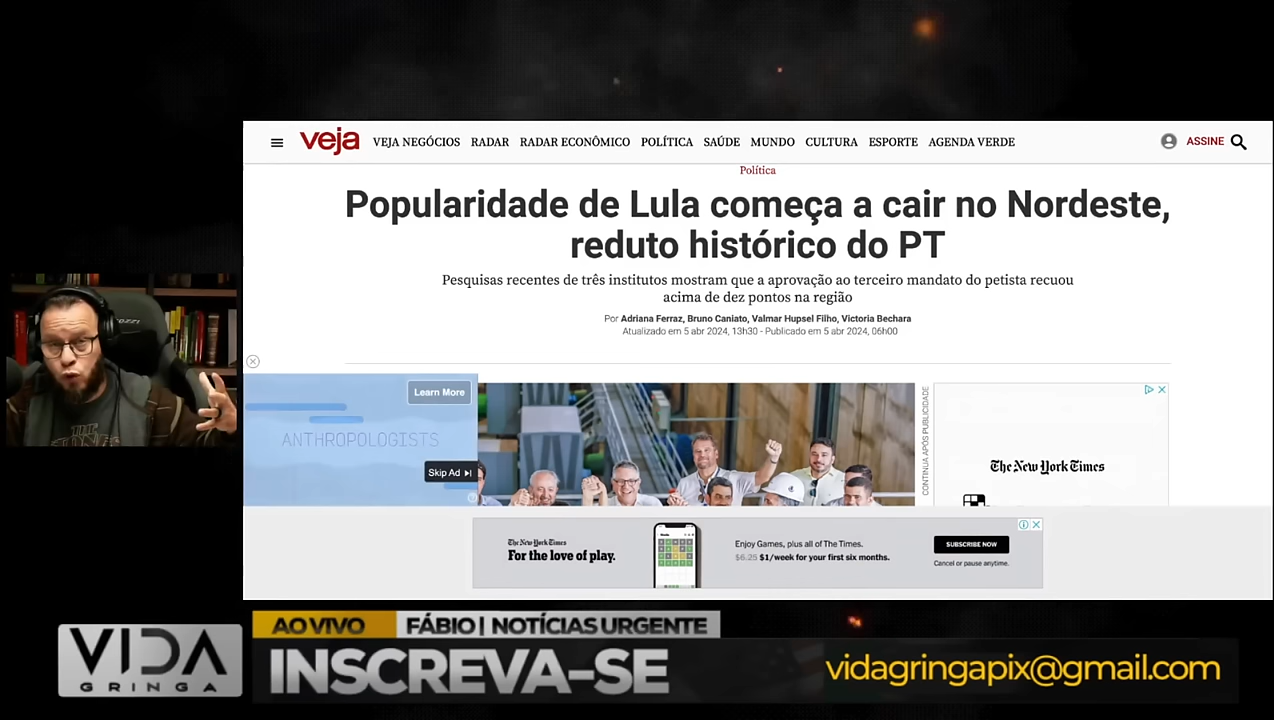 veja
VEJA NEGÓCIOS RADAR RADAR ECONÔMICO POLÍTICA SAÚDE MUNDO CULTURA ESPORTE AGENDA VERDE
ASSINE
Política
Popularidade de Lula começa a cair no Nordeste,
reduto histórico do PT
Pesquisas recentes de três institutos mostram que a aprovação ao terceiro mandato do petista recuou
acima de dez pontos na região
Por Adriana Ferraz, Bruno Caniato, Valmar Hupsel Filho, Victoria Bechara
Atualizado em 5 abr 2024, 13h30 - Publicado em 5 abr 2024, 06h00
Learn More
ANTHROPOLOGISTS
Skip Ad
CONTINUA APÓS PUBLICIDADE
The New York Times
The New York Times
For the love of play.
Enjoy Games, plus all of The Times.
$6.25 $1/week for your first six months.
SUBSCRIBE NOW
Cancel or pause anytime.
VIDA
GRINGA
AO VIVO
FÁBIO | NOTÍCIAS URGENTE
INSCREVA-SE
vidagringapix@gmail.com